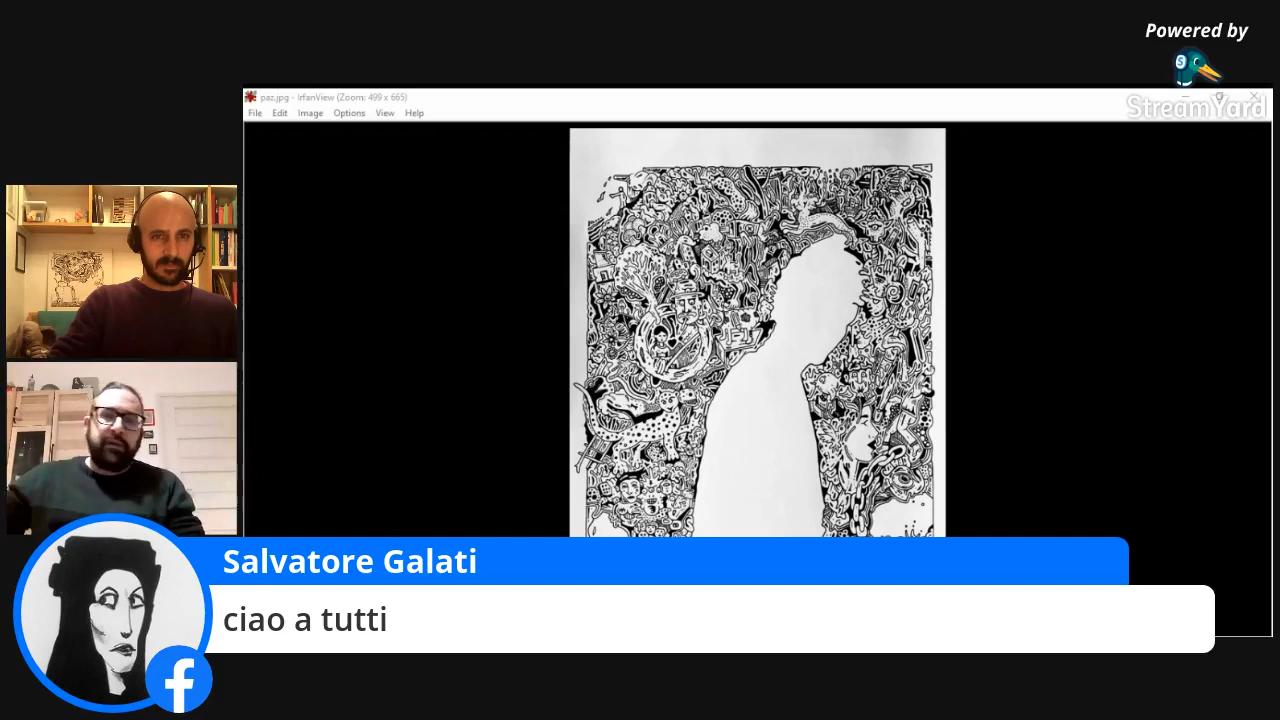 Powered by
StreamYard
paz.jpg - IrfanView (Zoom: 499 x 665)
File Edit Image Options View Help
Salvatore Galati
ciao a tutti